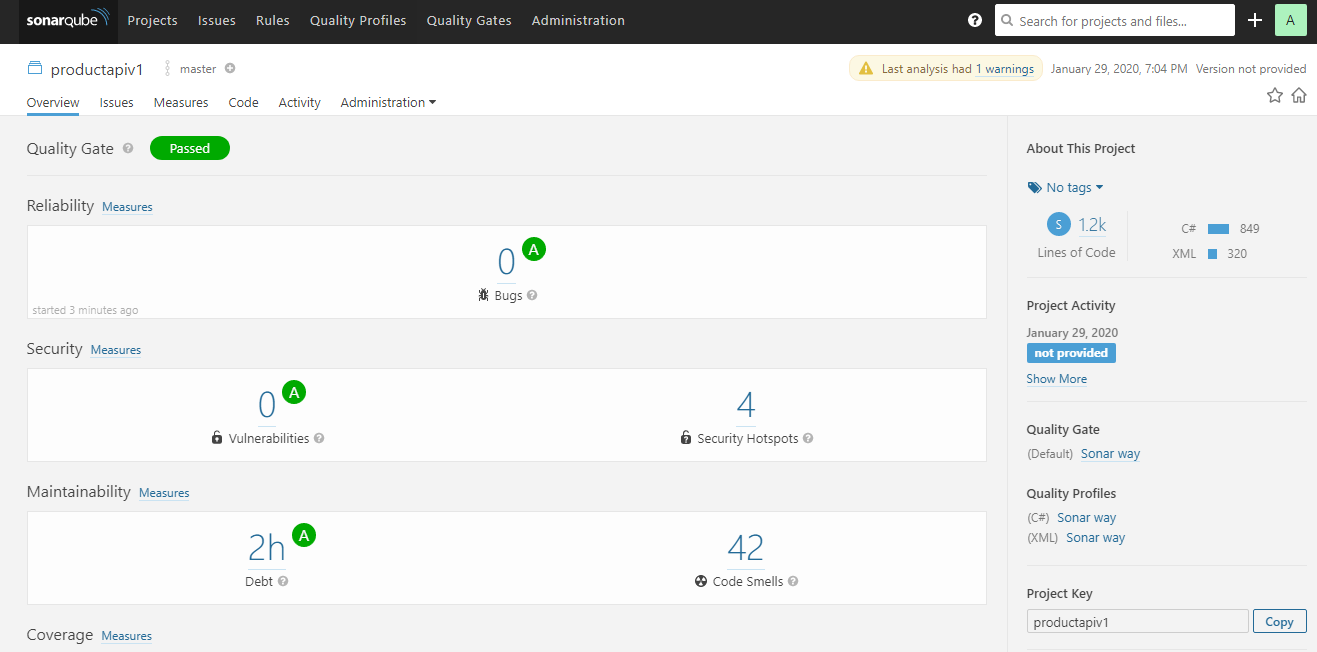 sonarqube Projects Issues Rules Quality Profiles Quality Gates Administration ? Search for projects and files... A
productapiv1 master Last analysis had 1 warnings January 29, 2020, 7:04 PM Version not provided
Overview Issues Measures Code Activity Administration
Quality Gate ? Passed
Reliability Measures
0 A
Bugs ?
started 3 minutes ago
Security Measures
0 A 4
Vulnerabilities ? Security Hotspots ?
Maintainability Measures
2h A 42
Debt ? Code Smells ?
Coverage Measures
About This Project
No tags
S 1.2k
Lines of Code
C# 849
XML 320
Project Activity
January 29, 2020
not provided
Show More
Quality Gate
(Default) Sonar way
Quality Profiles
(C#) Sonar way
(XML) Sonar way
Project Key
productapiv1 Copy